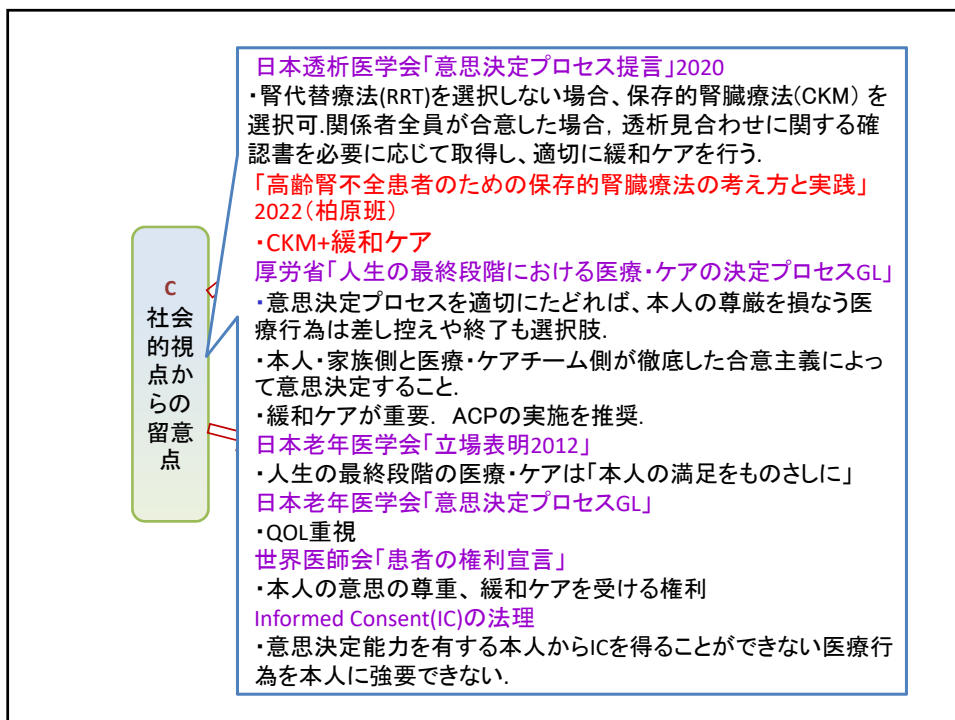 日本透析医学会「意思決定プロセス提言」2020
・腎代替療法(RRT)を選択しない場合、保存的腎臓療法(CKM) を
選択可.関係者全員が合意した場合, 透析見合わせに関する確
認書を必要に応じて取得し、適切に緩和ケアを行う.
「高齢腎不全患者のための保存的腎臓療法の考え方と実践」
2022(柏原班)
・CKM+緩和ケア
厚労省「人生の最終段階における医療・ケアの決定プロセスGL」
・意思決定プロセスを適切にたどれば、本人の尊厳を損なう医
療行為は差し控えや終了も選択肢.
・本人・家族側と医療・ケアチーム側が徹底した合意主義によっ
て意思決定すること.
・緩和ケアが重要. ACPの実施を推奨.
日本老年医学会「立場表明2012」
・人生の最終段階の医療・ケアは「本人の満足をものさしに」
日本老年医学会「意思決定プロセスGL」
・QOL重視
世界医師会「患者の権利宣言」
・本人の意思の尊重、緩和ケアを受ける権利
Informed Consent(IC)の法理
・意思決定能力を有する本人からICを得ることができない医療行
為を本人に強要できない.
C
社会
的視
点か
らの
留意
点